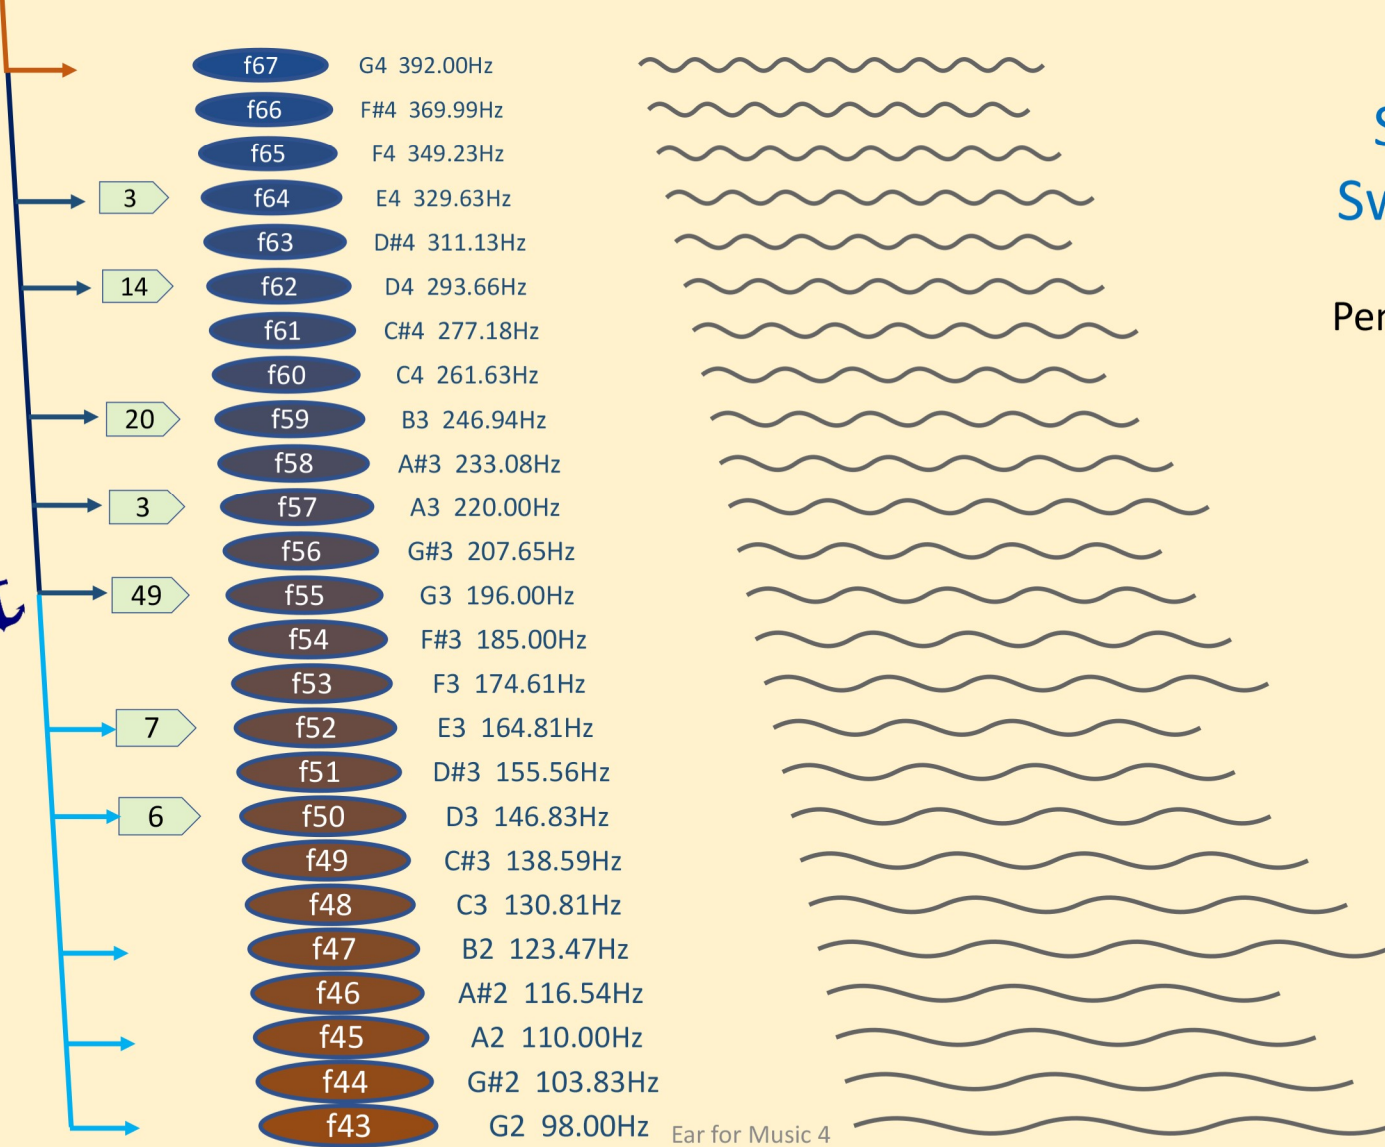 f67 G4 392.00Hz
f66 F#4 369.99Hz
f65 F4 349.23Hz
3 f64 E4 329.63Hz
f63 D#4 311.13Hz
14 f62 D4 293.66Hz
f61 C#4 277.18Hz
f60 C4 261.63Hz
20 f59 B3 246.94Hz
f58 A#3 233.08Hz
3 f57 A3 220.00Hz
f56 G#3 207.65Hz
49 f55 G3 196.00Hz
f54 F#3 185.00Hz
f53 F3 174.61Hz
7 f52 E3 164.81Hz
f51 D#3 155.56Hz
6 f50 D3 146.83Hz
f49 C#3 138.59Hz
f48 C3 130.81Hz
f47 B2 123.47Hz
f46 A#2 116.54Hz
f45 A2 110.00Hz
f44 G#2 103.83Hz
f43 G2 98.00Hz
Ear for Music 4